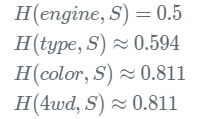 H(engine, S) = 0.5
H(type, S) ≈ 0.594
H(color, S) ≈ 0.811
H(4wd, S) ≈ 0.811